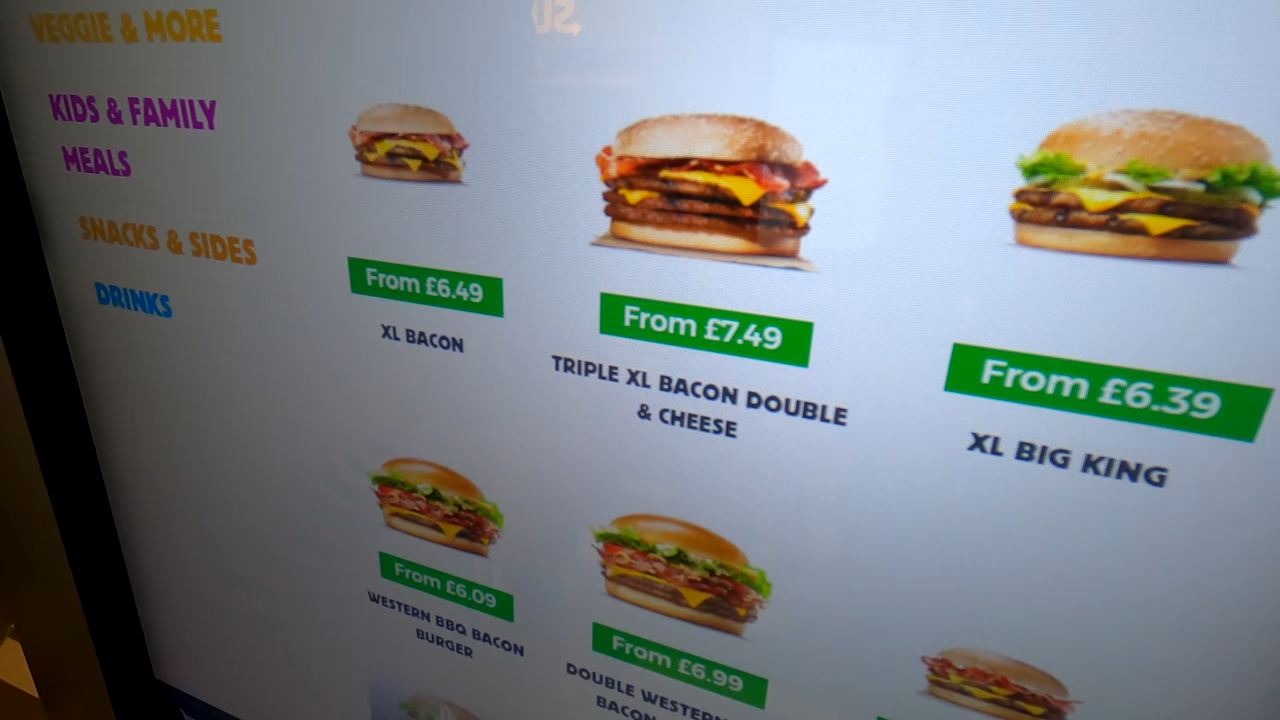 VEGGIE & MORE
KIDS & FAMILY
MEALS
SNACKS & SIDES
DRINKS
From £6.49
XL BACON
From £7.49
TRIPLE XL BACON DOUBLE
& CHEESE
From £6.39
XL BIG KING
From £6.09
WESTERN BBQ BACON
BURGER
From £6.99
DOUBLE WESTERN
BACON